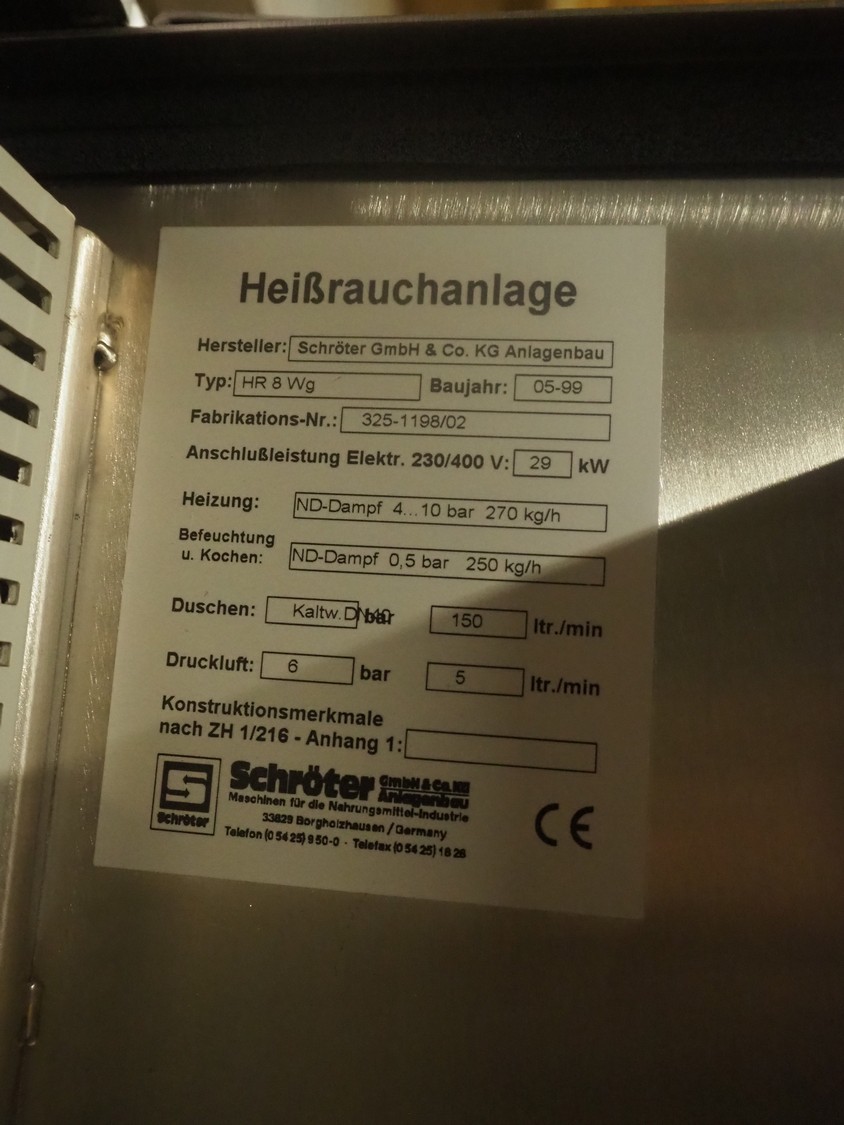 Heißrauchanlage
Hersteller: Schröter GmbH & Co. KG Anlagenbau
Typ: HR 8 Wg Baujahr: 05-99
Fabrikations-Nr.: 325-1198/02
Anschlußleistung Elektr. 230/400 V: 29 kW
Heizung: ND-Dampf 4...10 bar 270 kg/h
Befeuchtung
u. Kochen: ND-Dampf 0,5 bar 250 kg/h
Duschen: Kaltw. DN40 bar 150 ltr./min
Druckluft: 6 bar 5 ltr./min
Konstruktionsmerkmale
nach ZH 1/216 - Anhang 1:
Schröter GmbH & Co. KG
Anlagenbau
Maschinen für die Nahrungsmittel-Industrie
33829 Borgholzhausen / Germany
Telefon (0 54 25) 9 50-0 · Telefax (0 54 25) 18 28
Schröter
CE